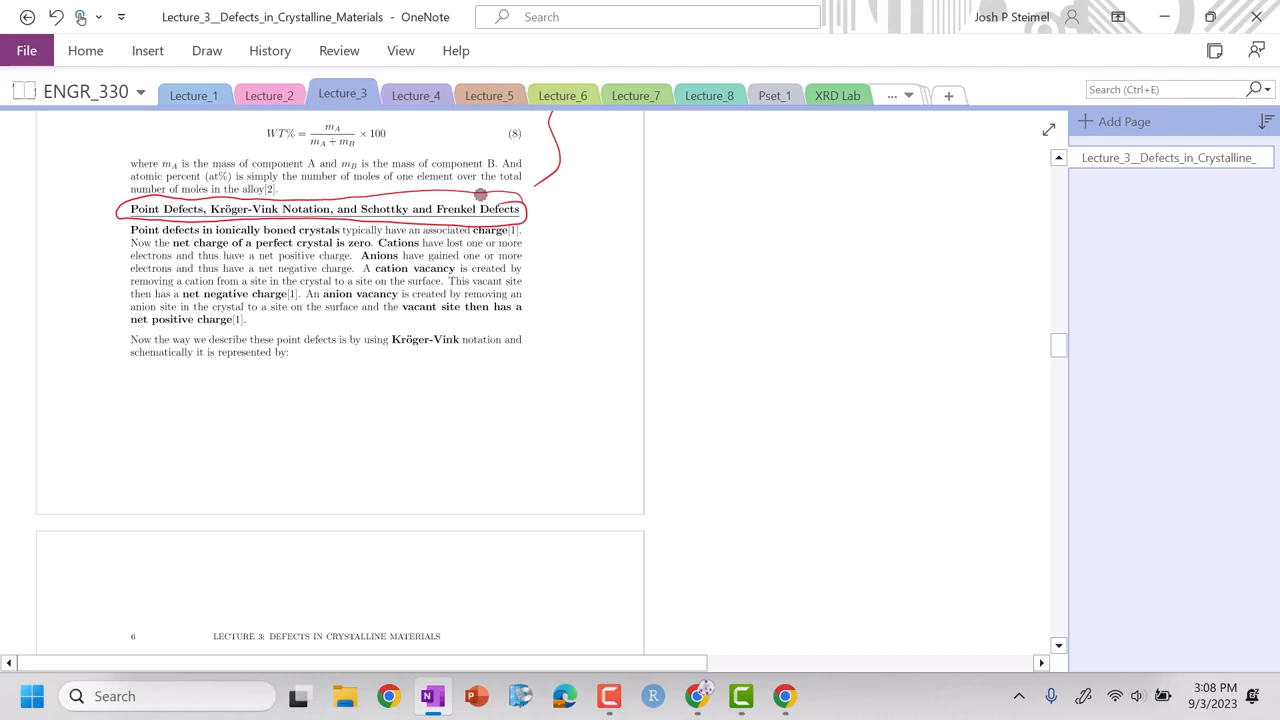 Lecture_3__Defects_in_Crystalline_Materials - OneNote
Search
Josh P Steimel
File Home Insert Draw History Review View Help
ENGR_330 Lecture_1 Lecture_2 Lecture_3 Lecture_4 Lecture_5 Lecture_6 Lecture_7 Lecture_8 Pset_1 XRD Lab ... + Search (Ctrl+E)
Add Page
Lecture_3__Defects_in_Crystalline_
WT% = m_A / (m_A + m_B) × 100 (8)
where m_A is the mass of component A and m_B is the mass of component B. And
atomic percent (at%) is simply the number of moles of one element over the total
number of moles in the alloy[2].
Point Defects, Kröger-Vink Notation, and Schottky and Frenkel Defects
Point defects in ionically bonded crystals typically have an associated charge[1].
Now the net charge of a perfect crystal is zero. Cations have lost one or more
electrons and thus have a net positive charge. Anions have gained one or more
electrons and thus have a net negative charge. A cation vacancy is created by
removing a cation from a site in the crystal to a site on the surface. This vacant site
then has a net negative charge[1]. An anion vacancy is created by removing an
anion site in the crystal to a site on the surface and the vacant site then has a
net positive charge[1].
Now the way we describe these point defects is by using Kröger-Vink notation and
schematically it is represented by:
6 LECTURE 3: DEFECTS IN CRYSTALLINE MATERIALS
Search
3:08 PM
9/3/2023